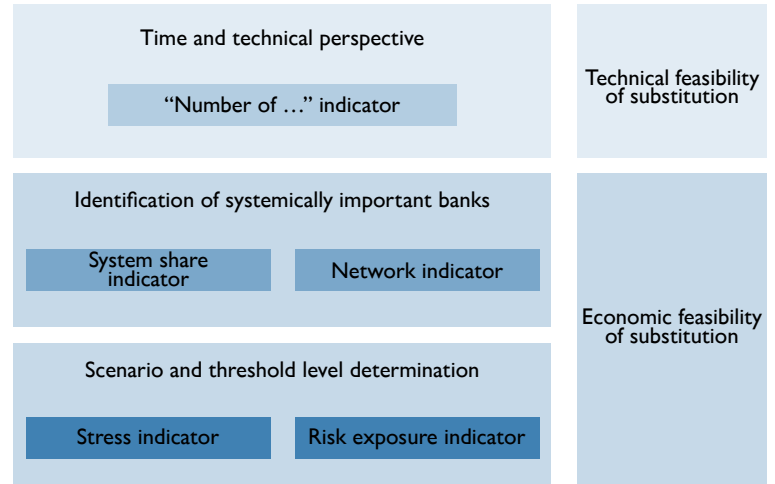 Time and technical perspective
“Number of …” indicator
Technical feasibility
of substitution
Identification of systemically important banks
System share
indicator
Network indicator
Economic feasibility
of substitution
Scenario and threshold level determination
Stress indicator
Risk exposure indicator